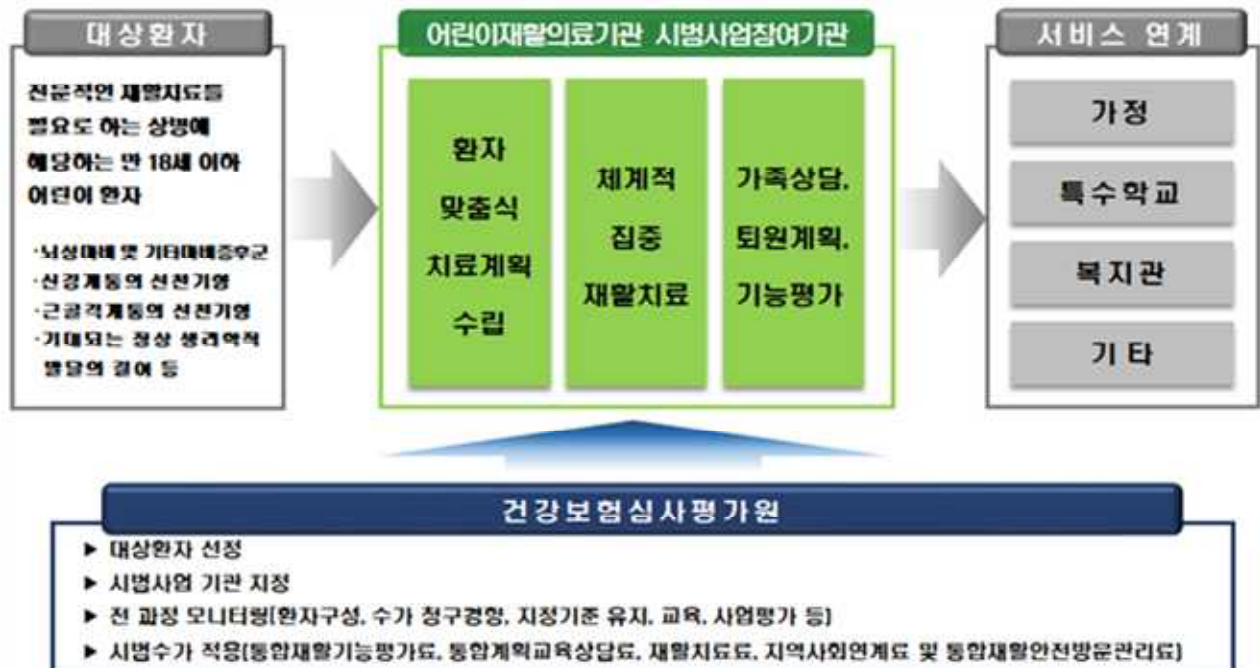 대상환자
전문적인 재활치료를
필요로 하는 상병에
해당하는 만 18세 이하
어린이 환자
·뇌성마비 및 기타마비증후군
·신경계통의 선천기형
·근골격계통의 선천기형
·기대되는 정상 생리학적
발달의 결여 등
어린이재활의료기관 시범사업참여기관
환자
맞춤식
치료계획
수립
체계적
집중
재활치료
가족상담,
퇴원계획,
기능평가
서비스 연계
가정
특수학교
복지관
기타
건강보험심사평가원
▶ 대상환자 선정
▶ 시범사업 기관 지정
▶ 전 과정 모니터링(환자구성, 수가 청구경향, 지정기준 유지, 교육, 사업평가 등)
▶ 시범수가 적용(통합재활기능평가료, 통합계획교육상담료, 재활치료료, 지역사회연계료 및 통합재활안전방문관리료)